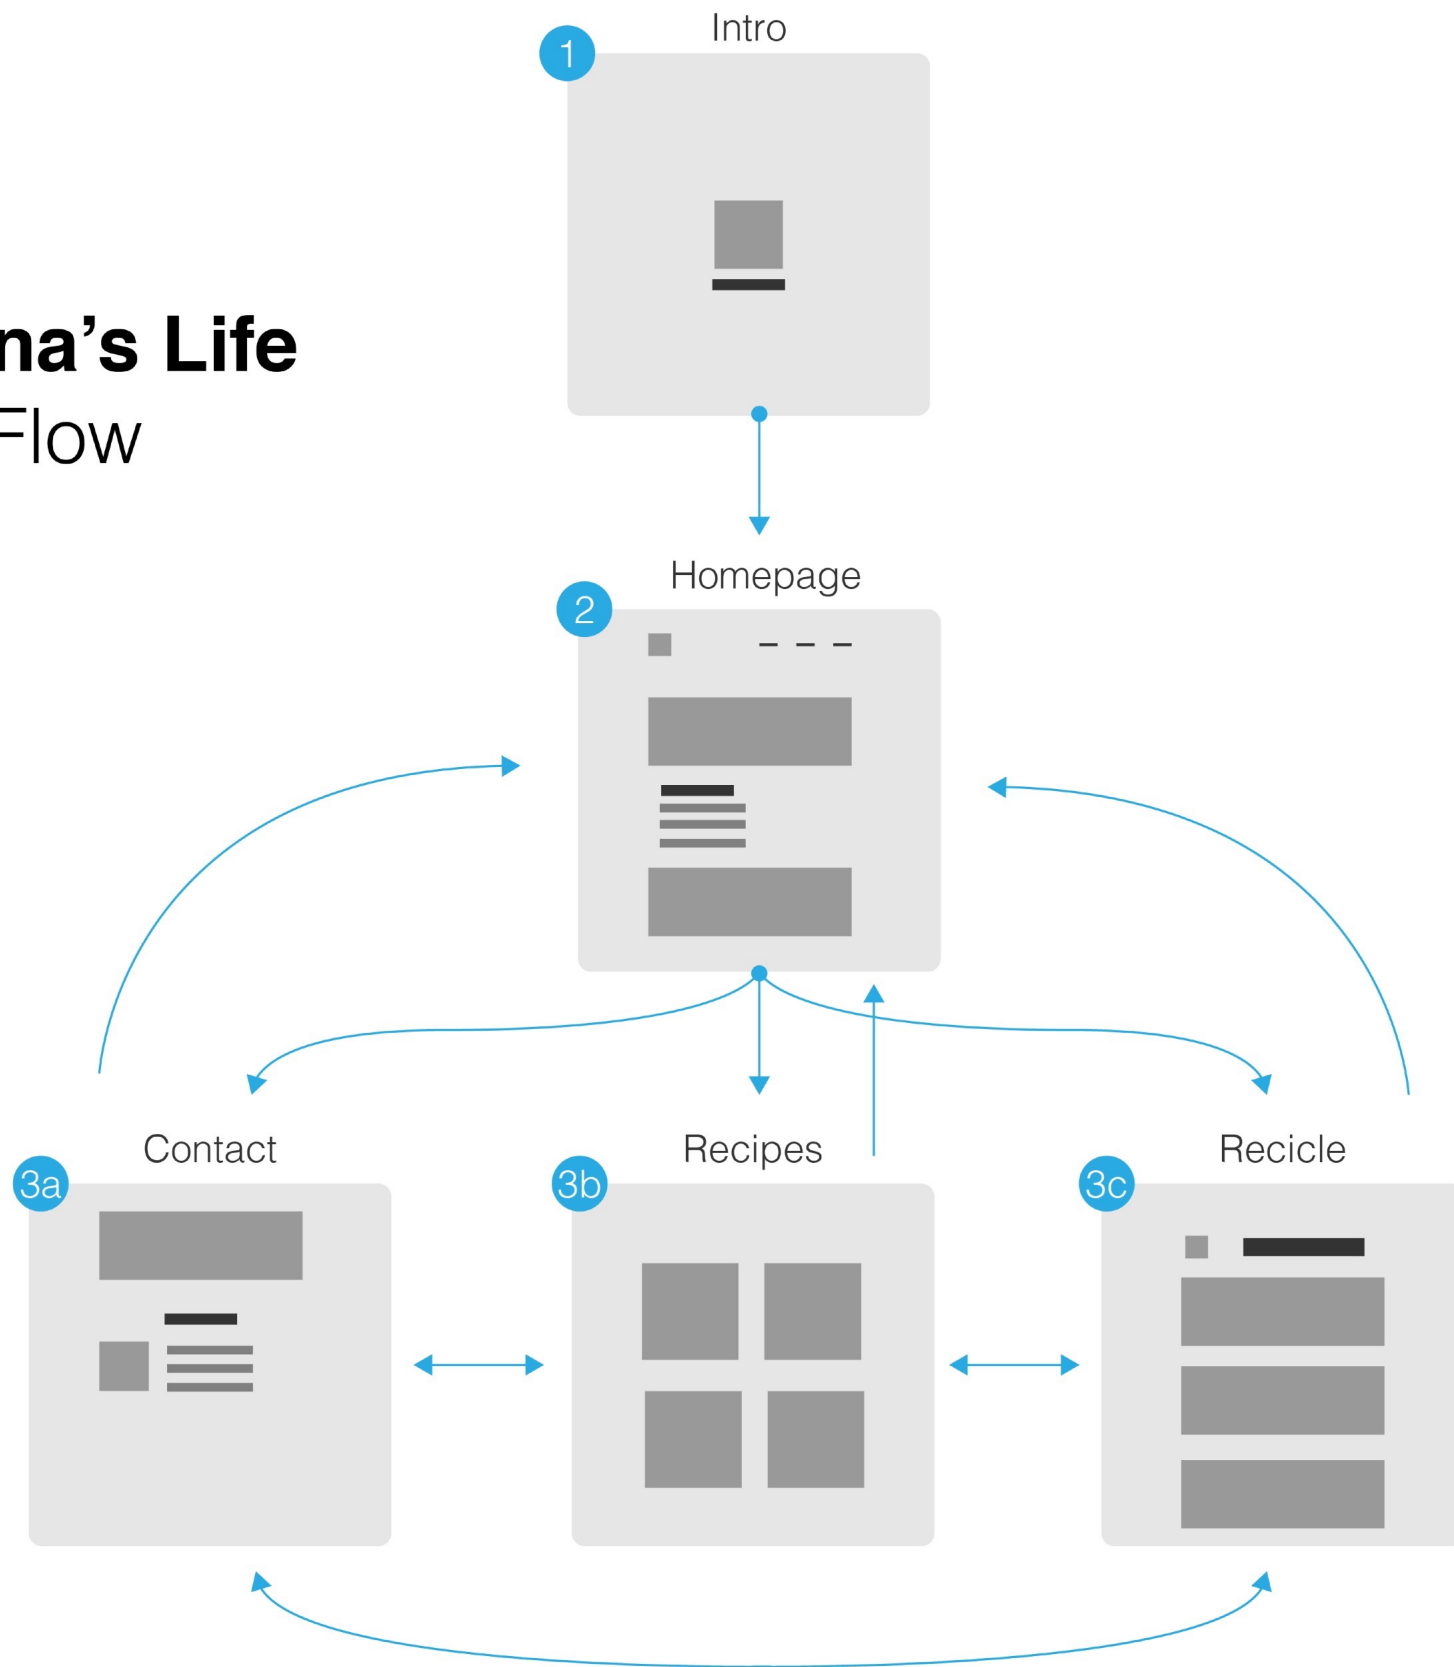 Intro
1
na’s Life
Flow
Homepage
2
Contact
Recipes
Recicle
3a
3b
3c